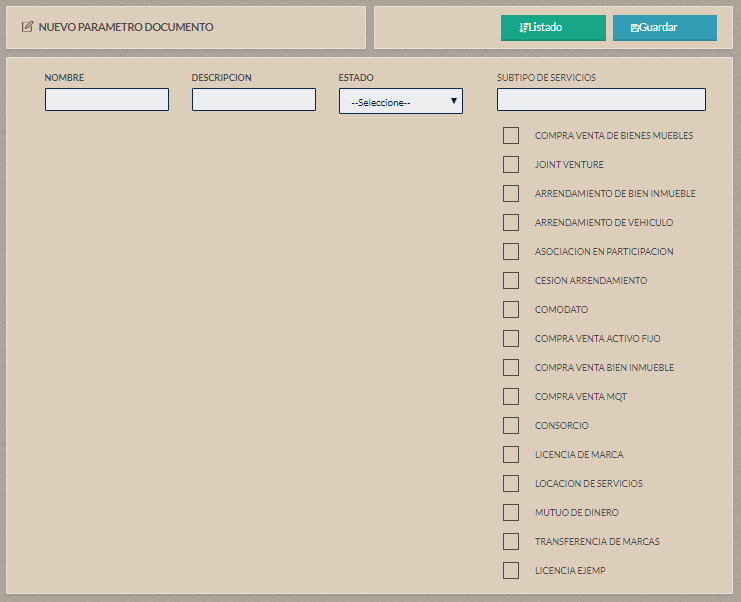 NUEVO PARAMETRO DOCUMENTO
Listado
Guardar
NOMBRE
DESCRIPCION
ESTADO
SUBTIPO DE SERVICIOS
--Seleccione--
COMPRA VENTA DE BIENES MUEBLES
JOINT VENTURE
ARRENDAMIENTO DE BIEN INMUEBLE
ARRENDAMIENTO DE VEHICULO
ASOCIACION EN PARTICIPACION
CESION ARRENDAMIENTO
COMODATO
COMPRA VENTA ACTIVO FIJO
COMPRA VENTA BIEN INMUEBLE
COMPRA VENTA MQT
CONSORCIO
LICENCIA DE MARCA
LOCACION DE SERVICIOS
MUTUO DE DINERO
TRANSFERENCIA DE MARCAS
LICENCIA EJEMP